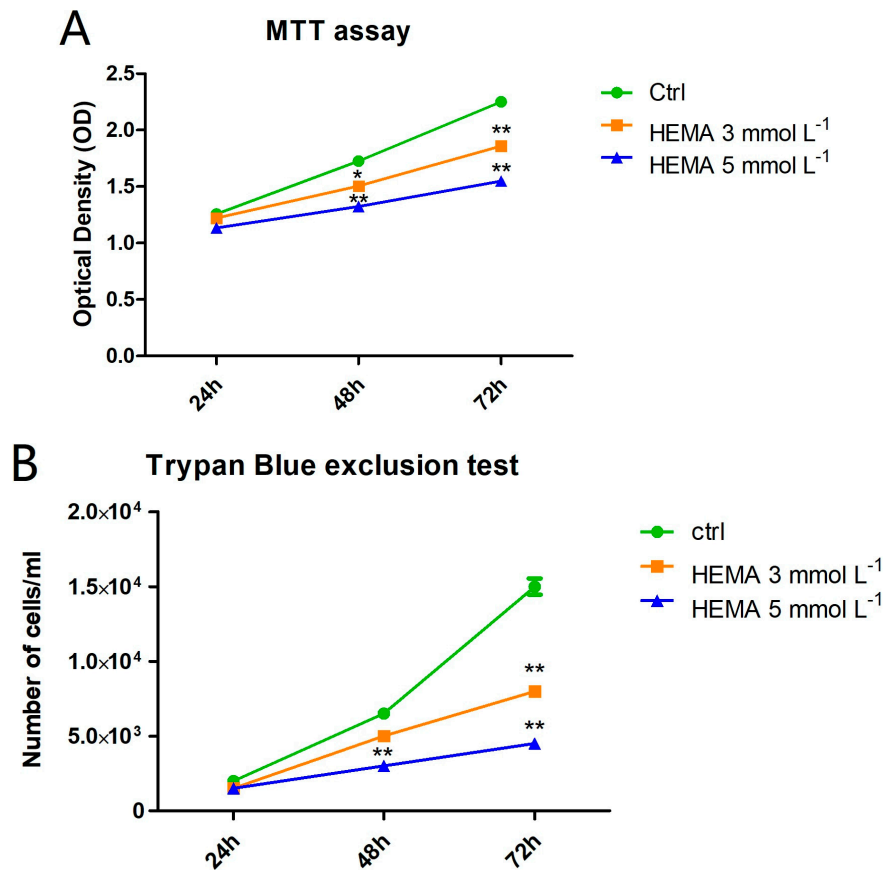 A
MTT assay
Optical Density (OD)
2.5
2.0
1.5
1.0
0.5
0.0
**
*
**
**
24h
48h
72h
Ctrl
HEMA 3 mmol L⁻¹
HEMA 5 mmol L⁻¹
B
Trypan Blue exclusion test
Number of cells/ml
2.0×10⁴
1.5×10⁴
1.0×10⁴
5.0×10³
0
**
**
**
24h
48h
72h
ctrl
HEMA 3 mmol L⁻¹
HEMA 5 mmol L⁻¹